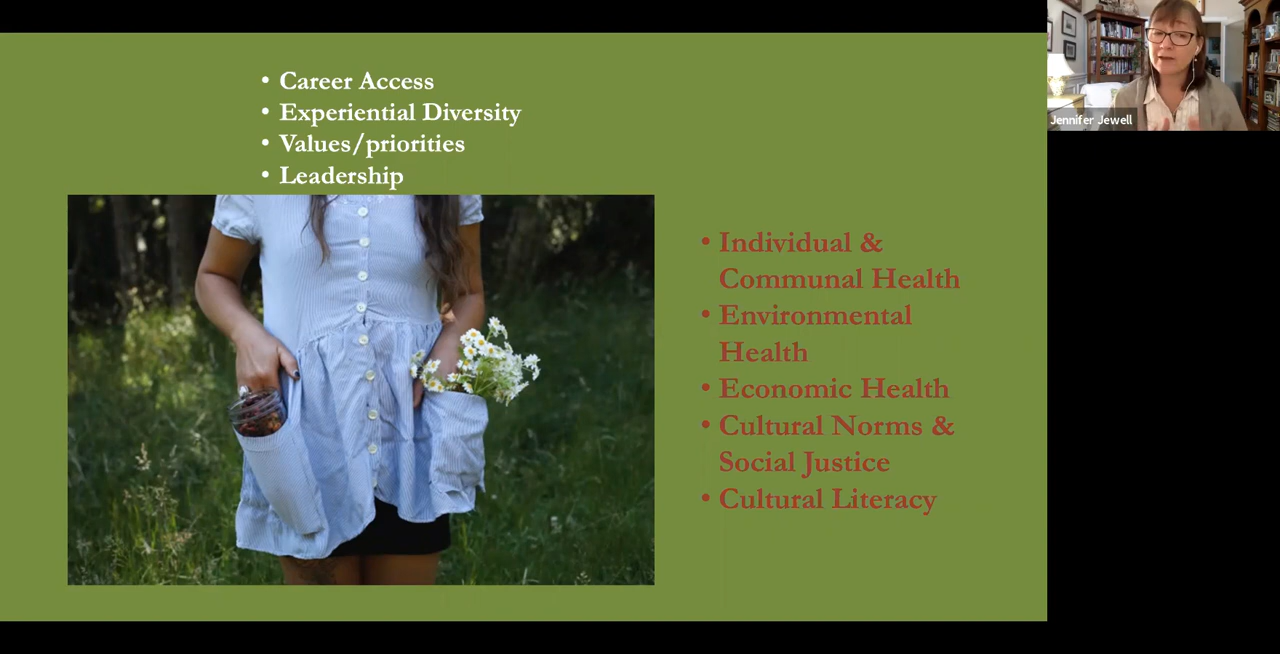 • Career Access
• Experiential Diversity
• Values/priorities
• Leadership
• Individual &
Communal Health
• Environmental
Health
• Economic Health
• Cultural Norms &
Social Justice
• Cultural Literacy
Jennifer Jewell